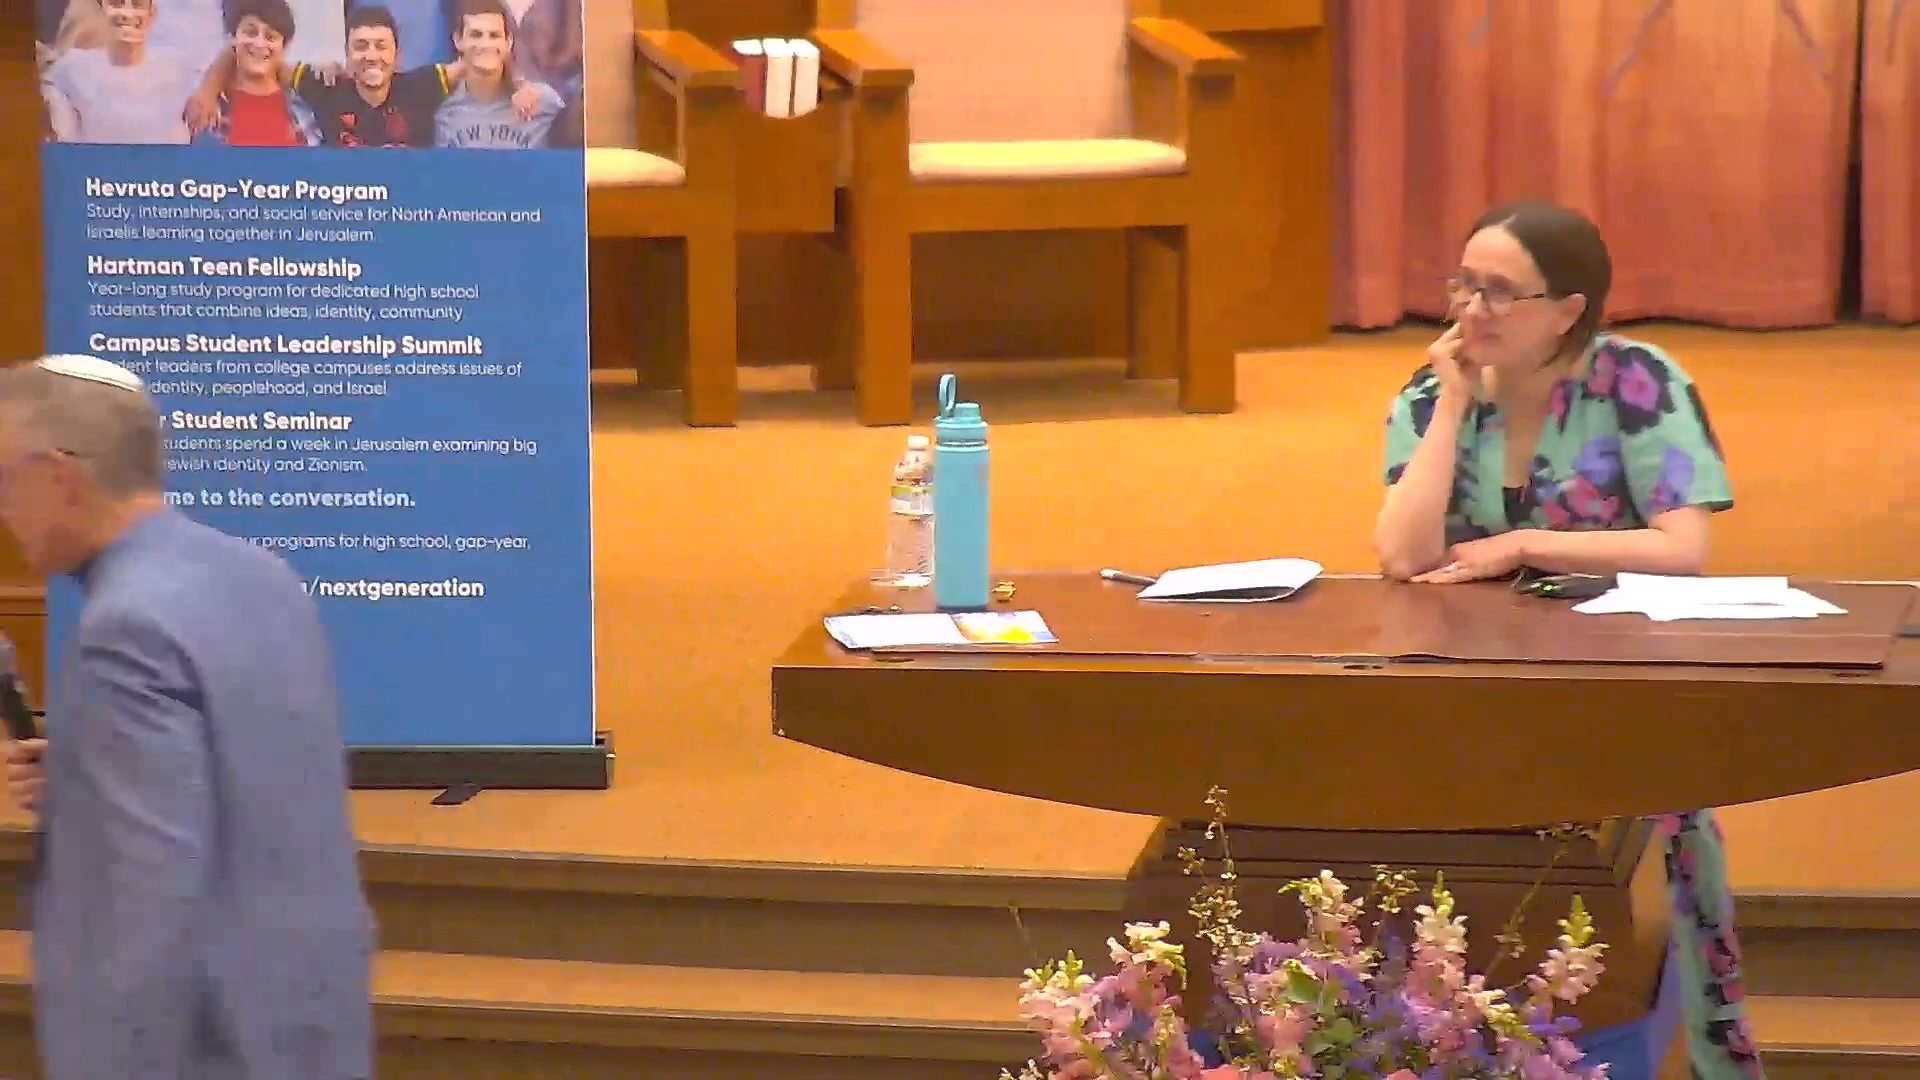 NEW YORK
Hevruta Gap-Year Program
Study, internships, and social service for North American and
Israelis learning together in Jerusalem.
Hartman Teen Fellowship
Year-long study program for dedicated high school
students that combine ideas, identity, community
Campus Student Leadership Summit
leaders from college campuses address issues of
identity, peoplehood, and Israel
Student Seminar
students spend a week in Jerusalem examining big
identity and Zionism.
to the conversation.
programs for high school, gap-year,
/nextgeneration